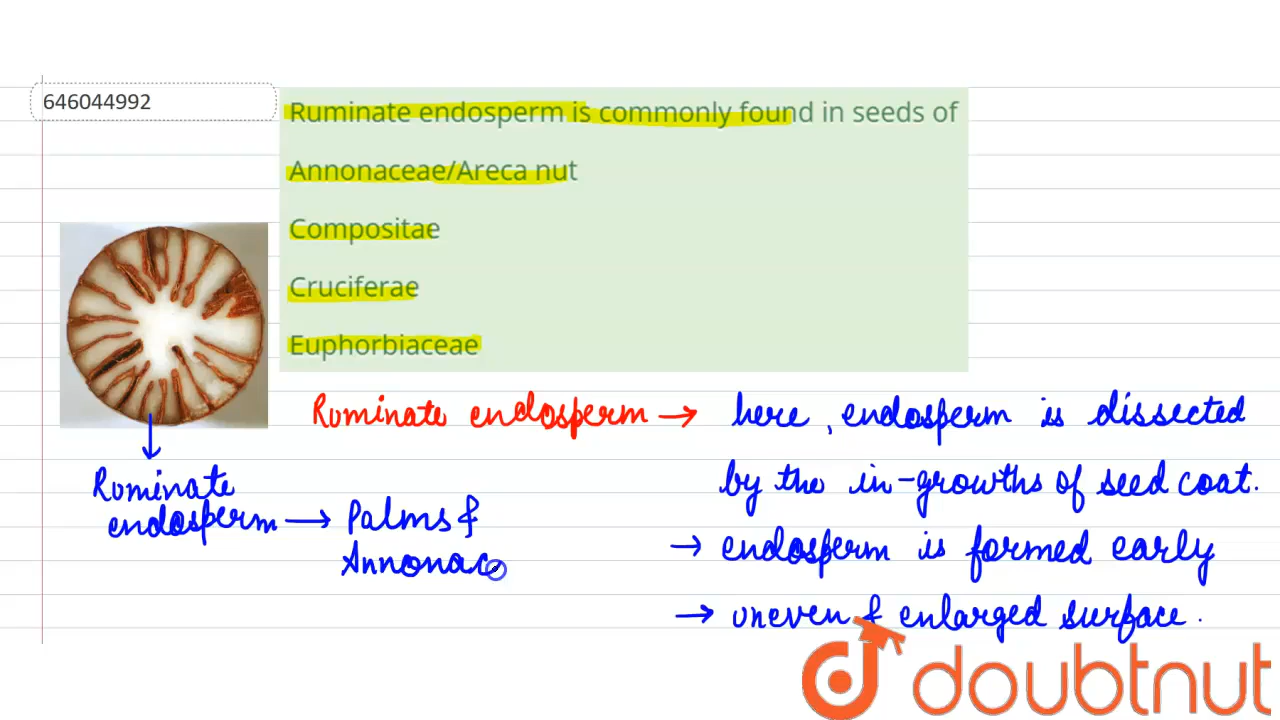 646044992
Ruminate endosperm is commonly found in seeds of
Annonaceae/Areca nut
Compositae
Cruciferae
Euphorbiaceae
Ruminate endosperm → here, endosperm is dissected
by the in-growths of seed coat.
→ endosperm is formed early
→ uneven & enlarged surface.
Ruminate
endosperm → Palms &
Annonac
doubtnut